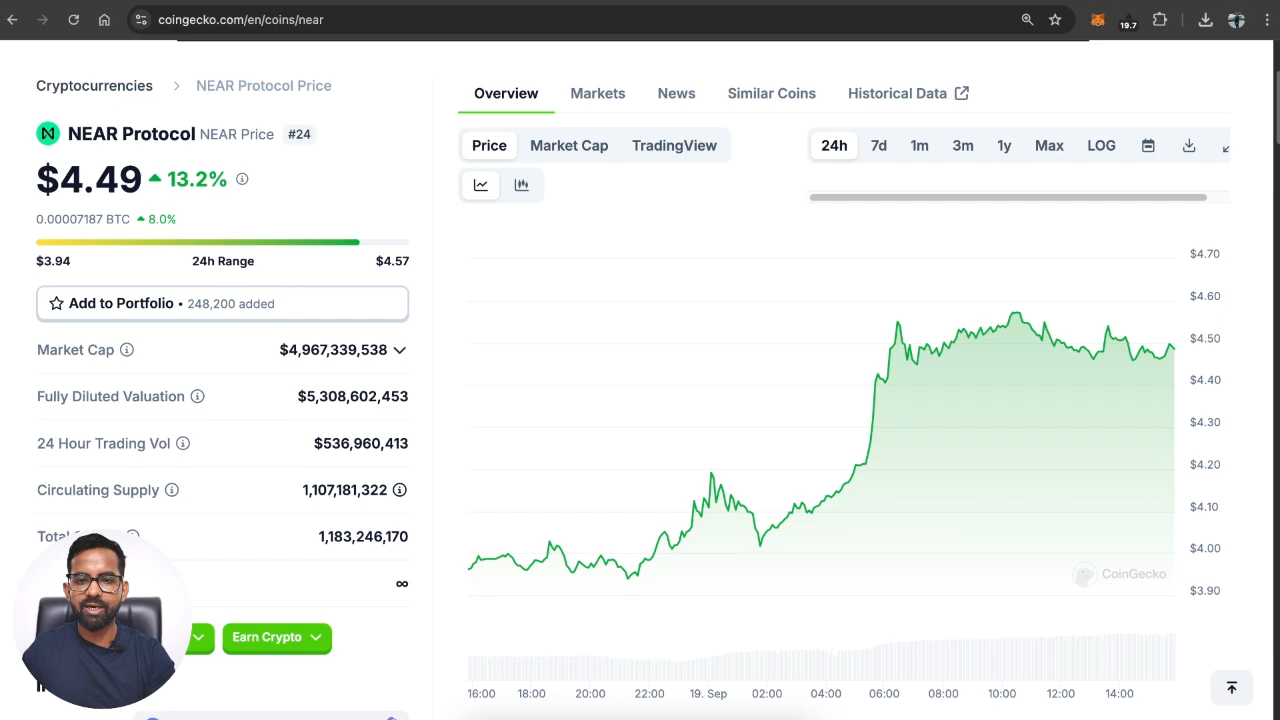 coingecko.com/en/coins/near
19.7
Cryptocurrencies > NEAR Protocol Price
NEAR Protocol NEAR Price #24
$4.49 13.2%
0.00007187 BTC 8.0%
$3.94 24h Range $4.57
Add to Portfolio • 248,200 added
Market Cap $4,967,339,538
Fully Diluted Valuation $5,308,602,453
24 Hour Trading Vol $536,960,413
Circulating Supply 1,107,181,322
1,183,246,170
∞
Earn Crypto
Overview Markets News Similar Coins Historical Data
Price Market Cap TradingView
24h 7d 1m 3m 1y Max LOG
$4.70
$4.60
$4.50
$4.40
$4.30
$4.20
$4.10
$4.00
$3.90
CoinGecko
16:00 18:00 20:00 22:00 19. Sep 02:00 04:00 06:00 08:00 10:00 12:00 14:00